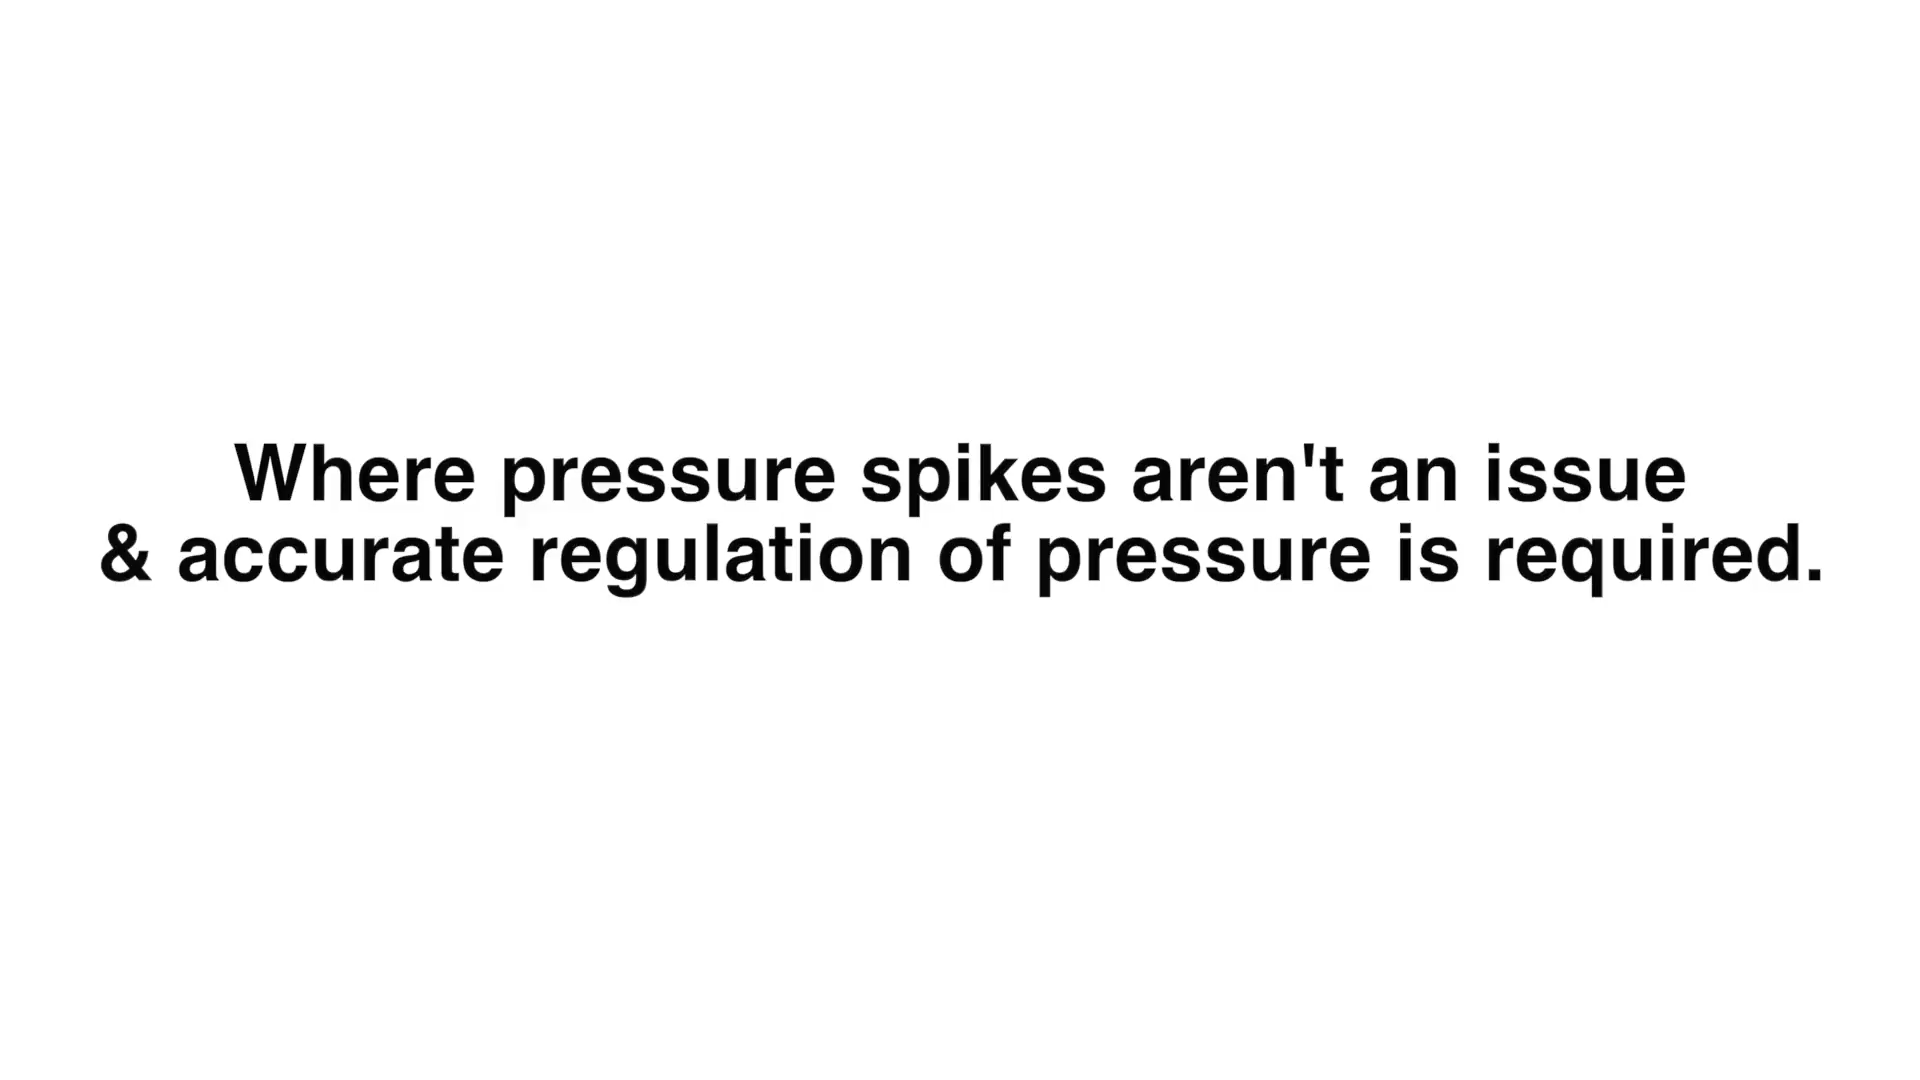 Where pressure spikes aren't an issue
& accurate regulation of pressure is required.